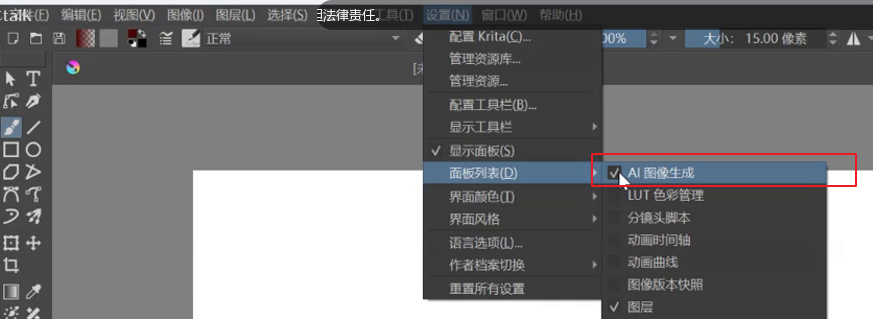 ctalk 文件(F) 编辑(E) 视图(V) 图像(I) 图层(L) 选择(S) 法律责任。 工具(T) 设置(N) 窗口(W) 帮助(H)
正常 00% 大小: 15.00 像素
配置 Krita(C)...
管理资源库...
管理资源...
配置工具栏(B)...
显示工具栏
显示面板(S)
面板列表(D)
AI 图像生成
界面颜色(T)
LUT 色彩管理
界面风格
分镜头脚本
语言选项(L)...
动画时间轴
作者档案切换
动画曲线
重置所有设置
图像版本快照
图层